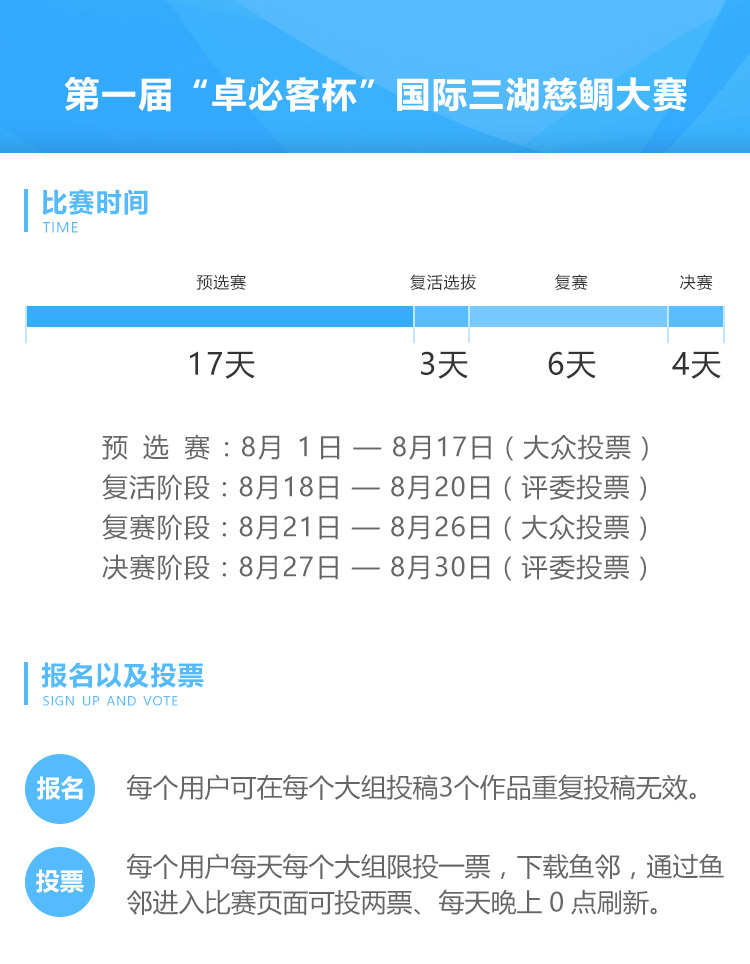 第一届“卓必客杯”国际三湖慈鲷大赛
比赛时间
TIME
预选赛 复活选拔 复赛 决赛
17天 3天 6天 4天
预 选 赛：8月 1日 — 8月17日（大众投票）
复活阶段：8月18日 — 8月20日（评委投票）
复赛阶段：8月21日 — 8月26日（大众投票）
决赛阶段：8月27日 — 8月30日（评委投票）
报名以及投票
SIGN UP AND VOTE
报名
每个用户可在每个大组投稿3个作品重复投稿无效。
投票
每个用户每天每个大组限投一票，下载鱼邻，通过鱼
邻进入比赛页面可投两票、每天晚上 0 点刷新。